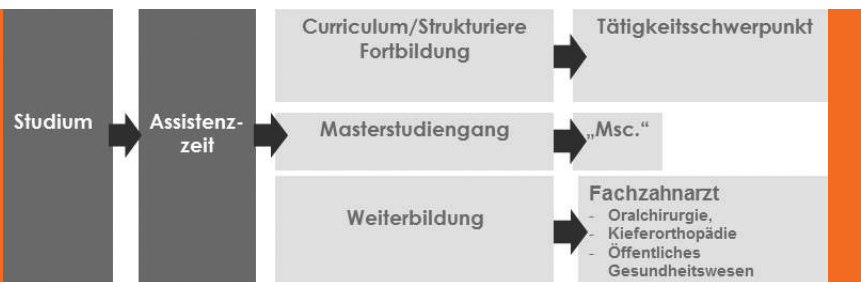 Studium
Assistenz-
zeit
Curriculum/Strukturiere
Fortbildung
Tätigkeitsschwerpunkt
Masterstudiengang
„Msc.“
Weiterbildung
Fachzahnarzt
- Oralchirurgie,
- Kieferorthopädie
- Öffentliches
Gesundheitswesen